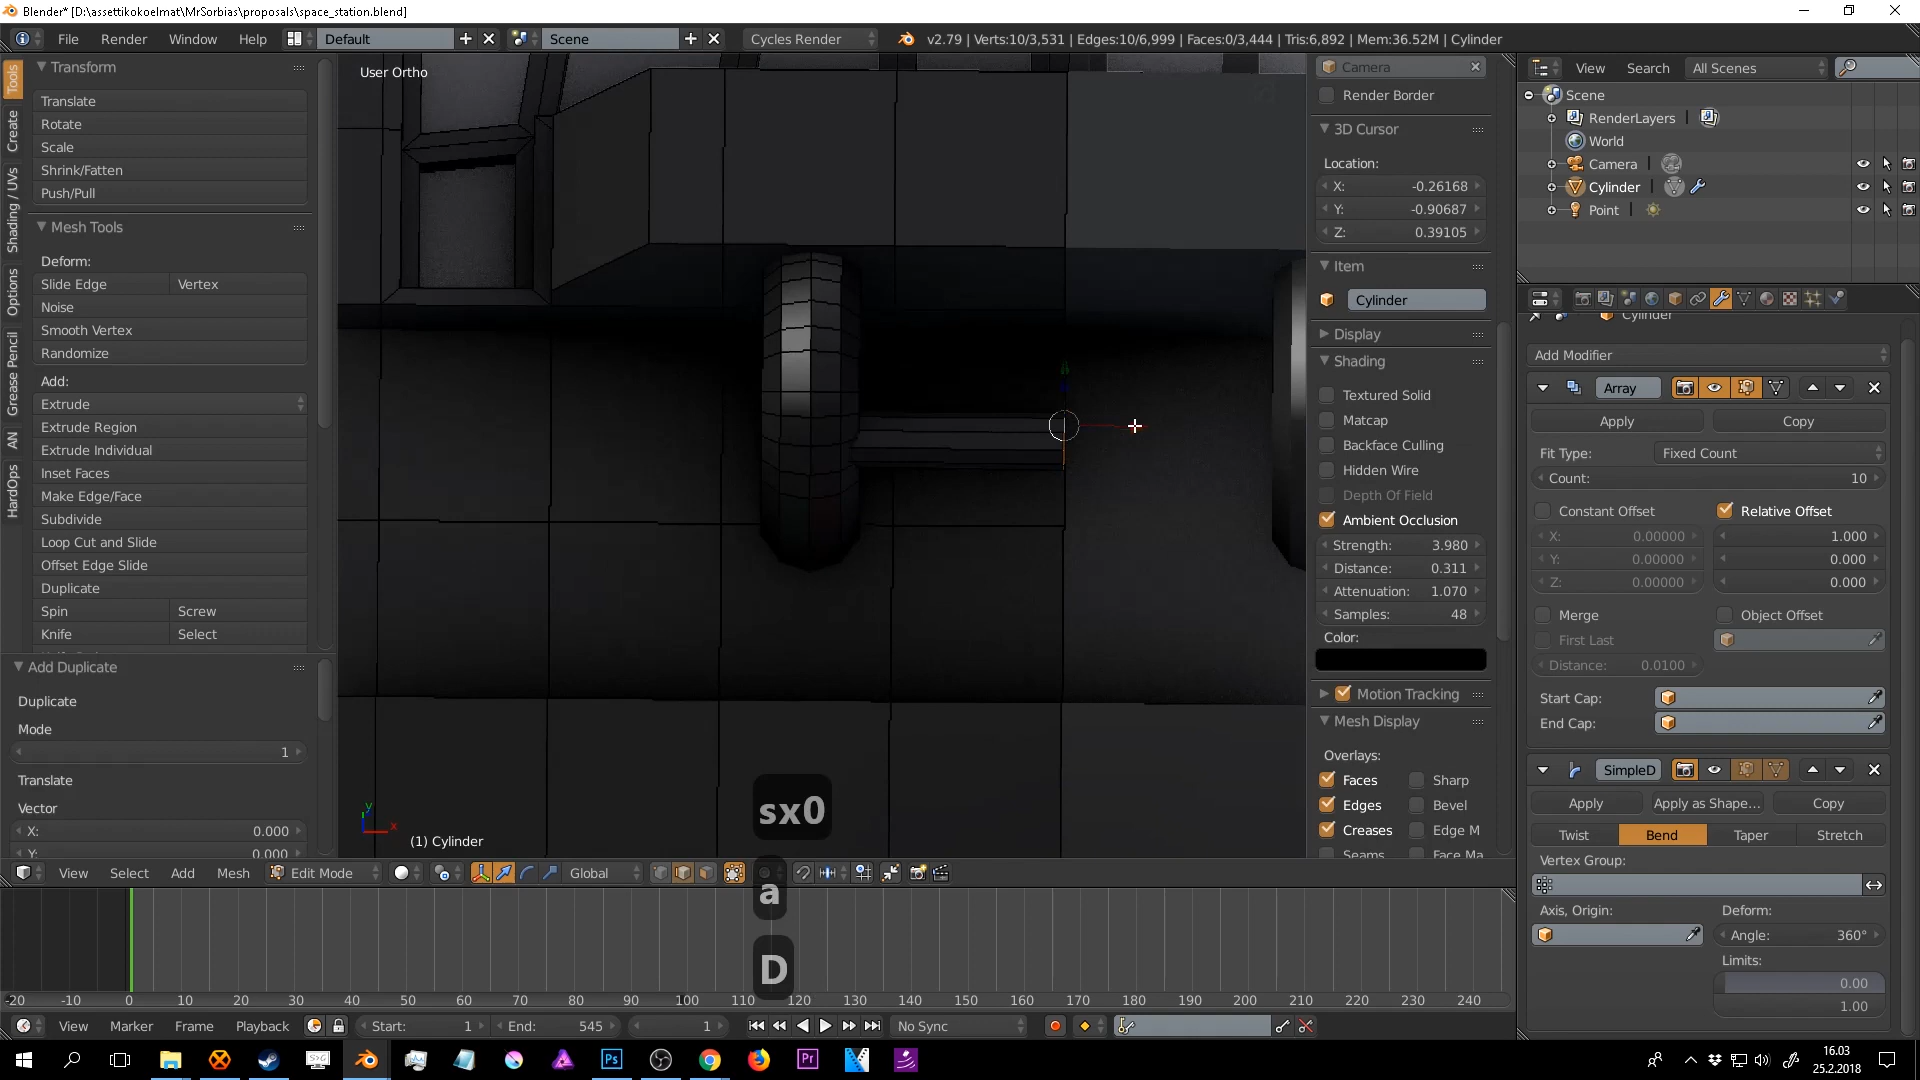 Blender* [D:\assettikokoelmat\MrSorbias\proposals\space_station.blend]
File Render Window Help Default Scene Cycles Render v2.79 | Verts:10/3,531 | Edges:10/6,999 | Faces:0/3,444 | Tris:6,892 | Mem:36.52M | Cylinder
Tools
Create
Shading / UVs
Options
Grease Pencil
AN
HardOps
Transform
Translate
Rotate
Scale
Shrink/Fatten
Push/Pull
Mesh Tools
Deform:
Slide Edge Vertex
Noise
Smooth Vertex
Randomize
Add:
Extrude
Extrude Region
Extrude Individual
Inset Faces
Make Edge/Face
Subdivide
Loop Cut and Slide
Offset Edge Slide
Duplicate
Spin Screw
Knife Select
Add Duplicate
Duplicate
Mode
1
Translate
Vector
X: 0.000
Y: 0.000
User Ortho
sx0
a
D
y
x
(1) Cylinder
Camera
Render Border
3D Cursor
Location:
X: -0.26168
Y: -0.90687
Z: 0.39105
Item
Cylinder
Display
Shading
Textured Solid
Matcap
Backface Culling
Hidden Wire
Depth Of Field
Ambient Occlusion
Strength: 3.980
Distance: 0.311
Attenuation: 1.070
Samples: 48
Color:
Motion Tracking
Mesh Display
Overlays:
Faces Sharp
Edges Bevel
Creases Edge M
Seams Face Ma
View Search All Scenes
Scene
RenderLayers
World
Camera
Cylinder
Point
Cylinder
Add Modifier
Array
Apply Copy
Fit Type: Fixed Count
Count: 10
Constant Offset Relative Offset
X: 0.00000 1.000
Y: 0.00000 0.000
Z: 0.00000 0.000
Merge Object Offset
First Last
Distance: 0.0100
Start Cap:
End Cap:
SimpleD
Apply Apply as Shape... Copy
Twist Bend Taper Stretch
Vertex Group:
Axis, Origin: Deform:
Angle: 360°
Limits:
0.00
1.00
View Select Add Mesh Edit Mode Global
-20 -10 0 10 20 30 40 50 60 70 80 90 100 110 120 130 140 150 160 170 180 190 200 210 220 230 240
View Marker Frame Playback Start: 1 End: 545 1 No Sync
Ps Pr
16.03
25.2.2018